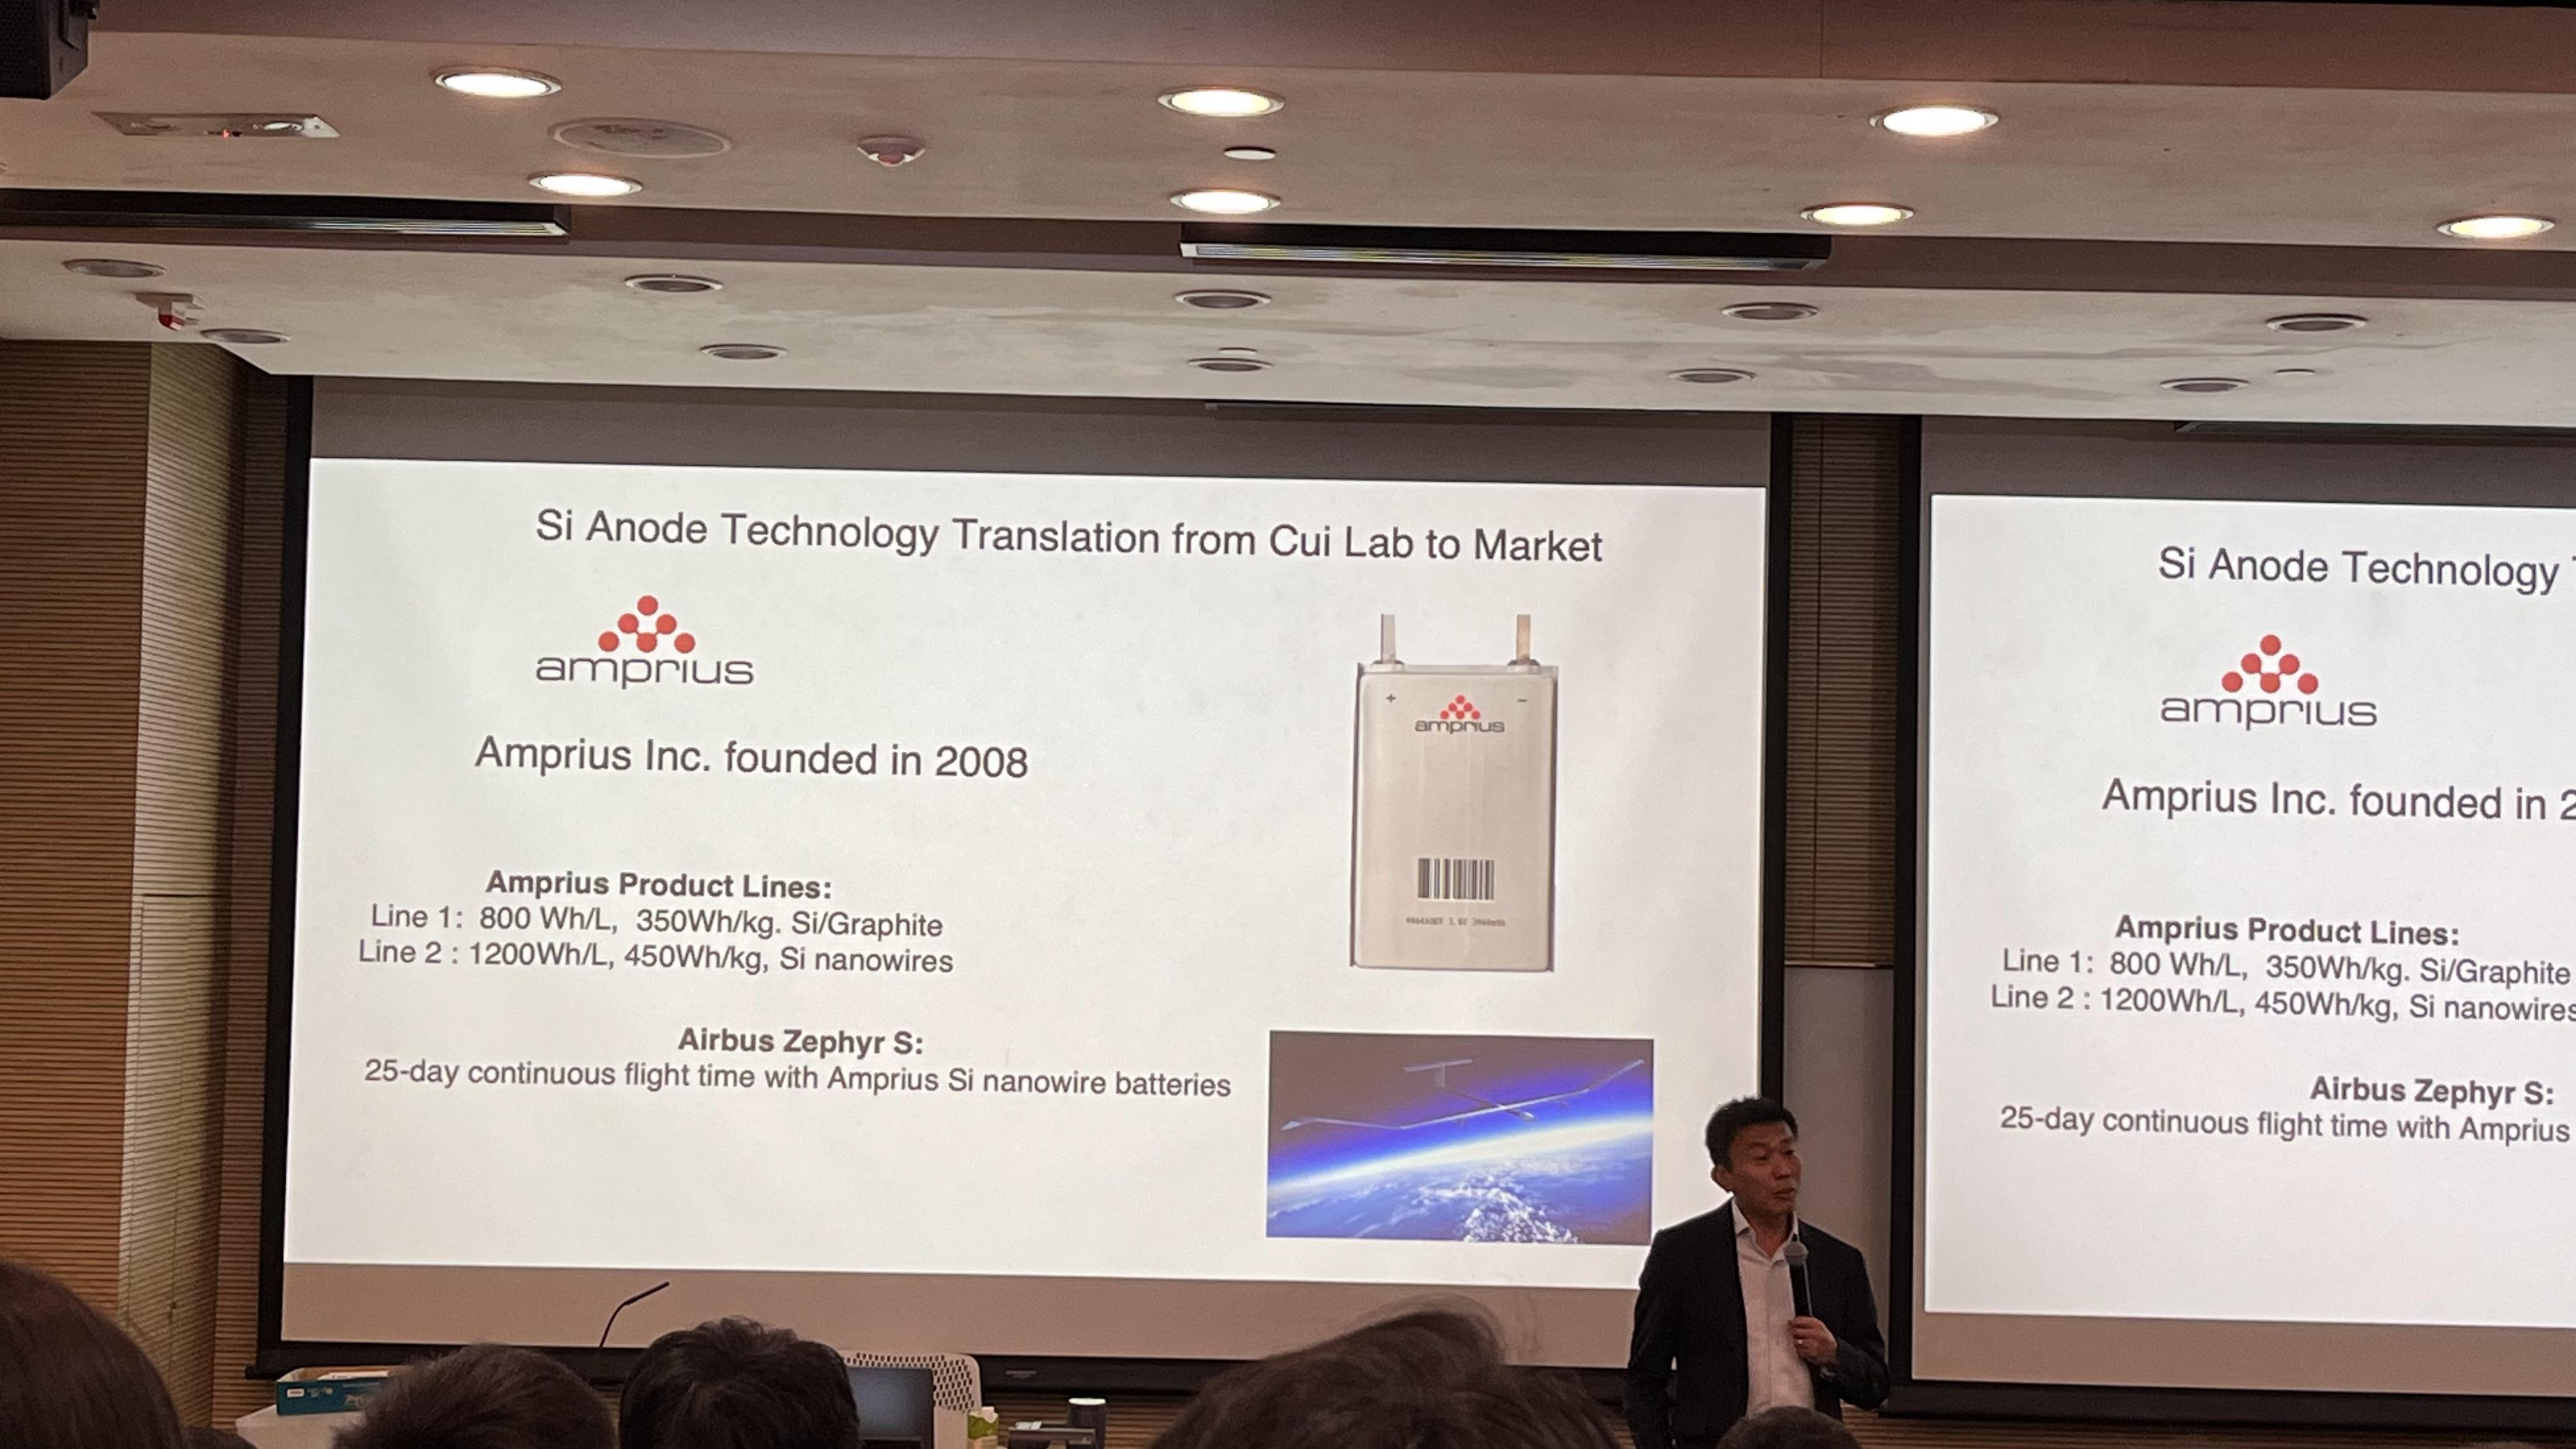 Si Anode Technology Translation from Cui Lab to Market
amprius
Amprius Inc. founded in 2008
Amprius Product Lines:
Line 1: 800 Wh/L, 350Wh/kg. Si/Graphite
Line 2 : 1200Wh/L, 450Wh/kg, Si nanowires
Airbus Zephyr S:
25-day continuous flight time with Amprius Si nanowire batteries
+ −
amprius
Si Anode Technology
amprius
Amprius Inc. founded in 2
Amprius Product Lines:
Line 1: 800 Wh/L, 350Wh/kg. Si/Graphite
Line 2 : 1200Wh/L, 450Wh/kg, Si nanowires
Airbus Zephyr S:
25-day continuous flight time with Amprius